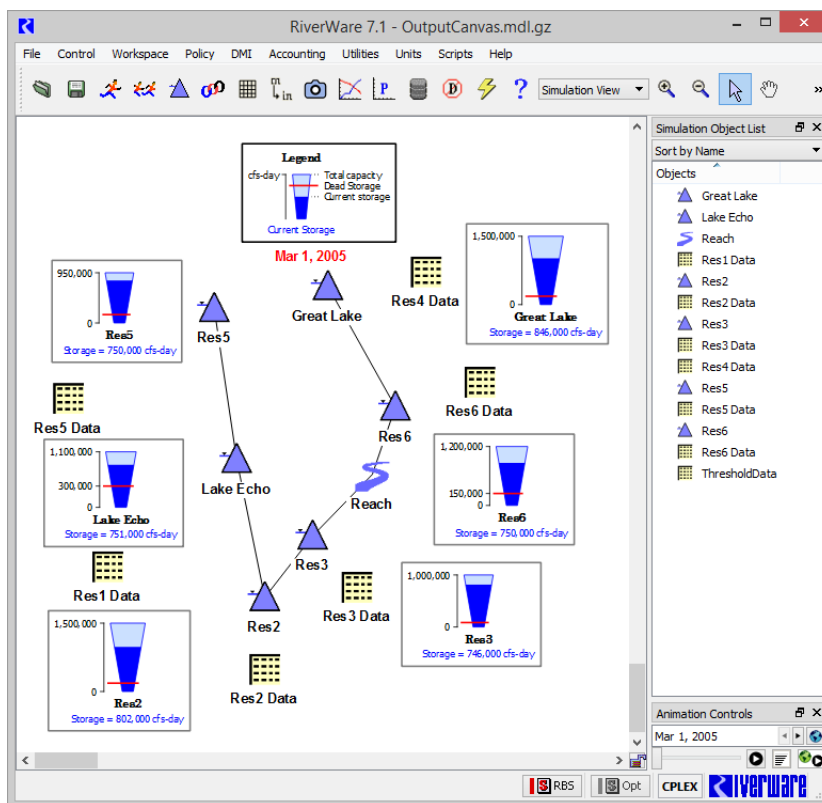 RiverWare 7.1 - OutputCanvas.mdl.gz
File Control Workspace Policy DMI Accounting Utilities Units Scripts Help
Simulation View
Simulation Object List
Sort by Name
Objects
Great Lake
Lake Echo
Reach
Res1 Data
Res2
Res2 Data
Res3
Res3 Data
Res4 Data
Res5
Res5 Data
Res6
Res6 Data
ThresholdData
Legend
cfs-day
Total capacity
Dead Storage
Current storage
Current Storage
Mar 1, 2005
950,000
0
Res5
Storage = 750,000 cfs-day
Res5
Great Lake
Res4 Data
1,500,000
0
Great Lake
Storage = 846,000 cfs-day
Res5 Data
Res6
Res6 Data
1,100,000
300,000
0
Lake Echo
Storage = 751,000 cfs-day
Lake Echo
Reach
1,200,000
150,000
0
Res6
Storage = 750,000 cfs-day
Res1 Data
Res3
Res2
Res3 Data
1,000,000
0
Res3
Storage = 746,000 cfs-day
1,500,000
0
Res2
Storage = 802,000 cfs-day
Res2 Data
Animation Controls
Mar 1, 2005
RBS
Opt
CPLEX
Riverware